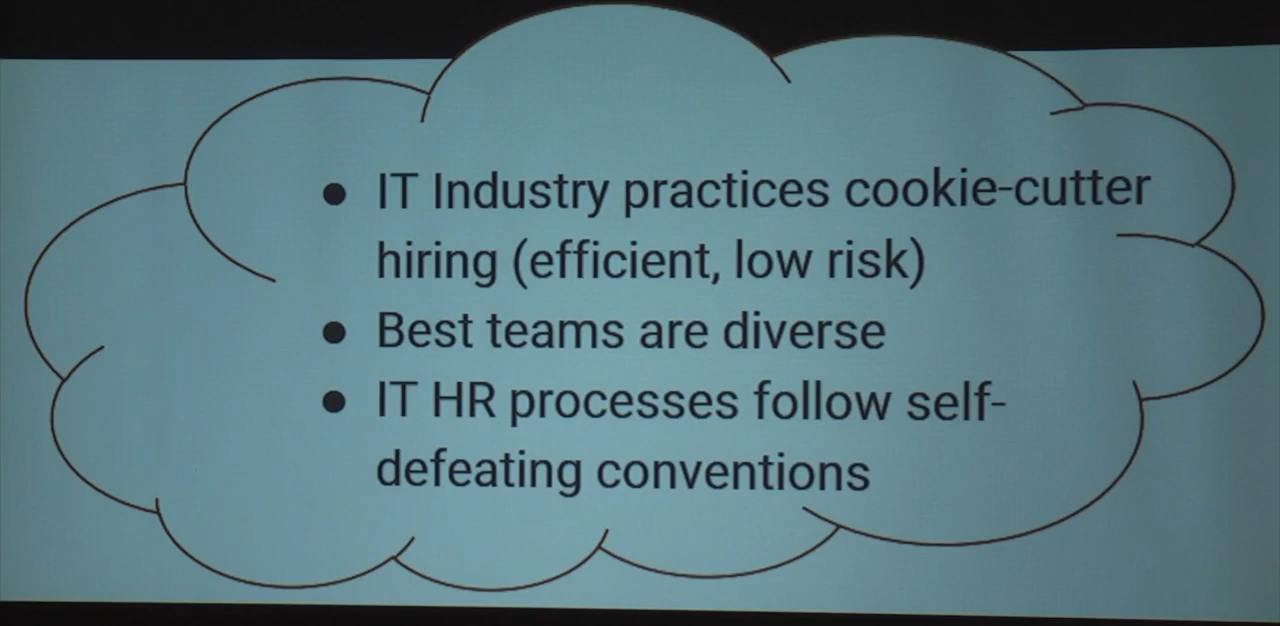 ● IT Industry practices cookie-cutter
hiring (efficient, low risk)
● Best teams are diverse
● IT HR processes follow self-
defeating conventions